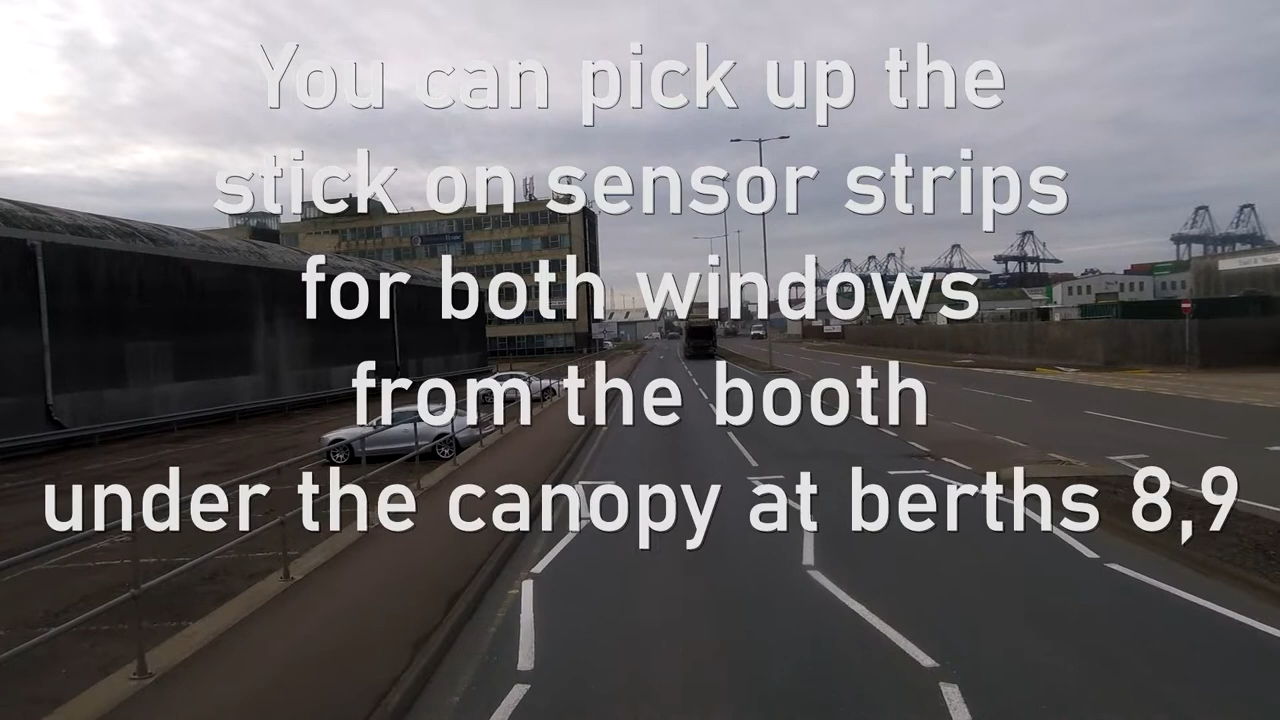 You can pick up the
stick on sensor strips
for both windows
from the booth
under the canopy at berths 8,9